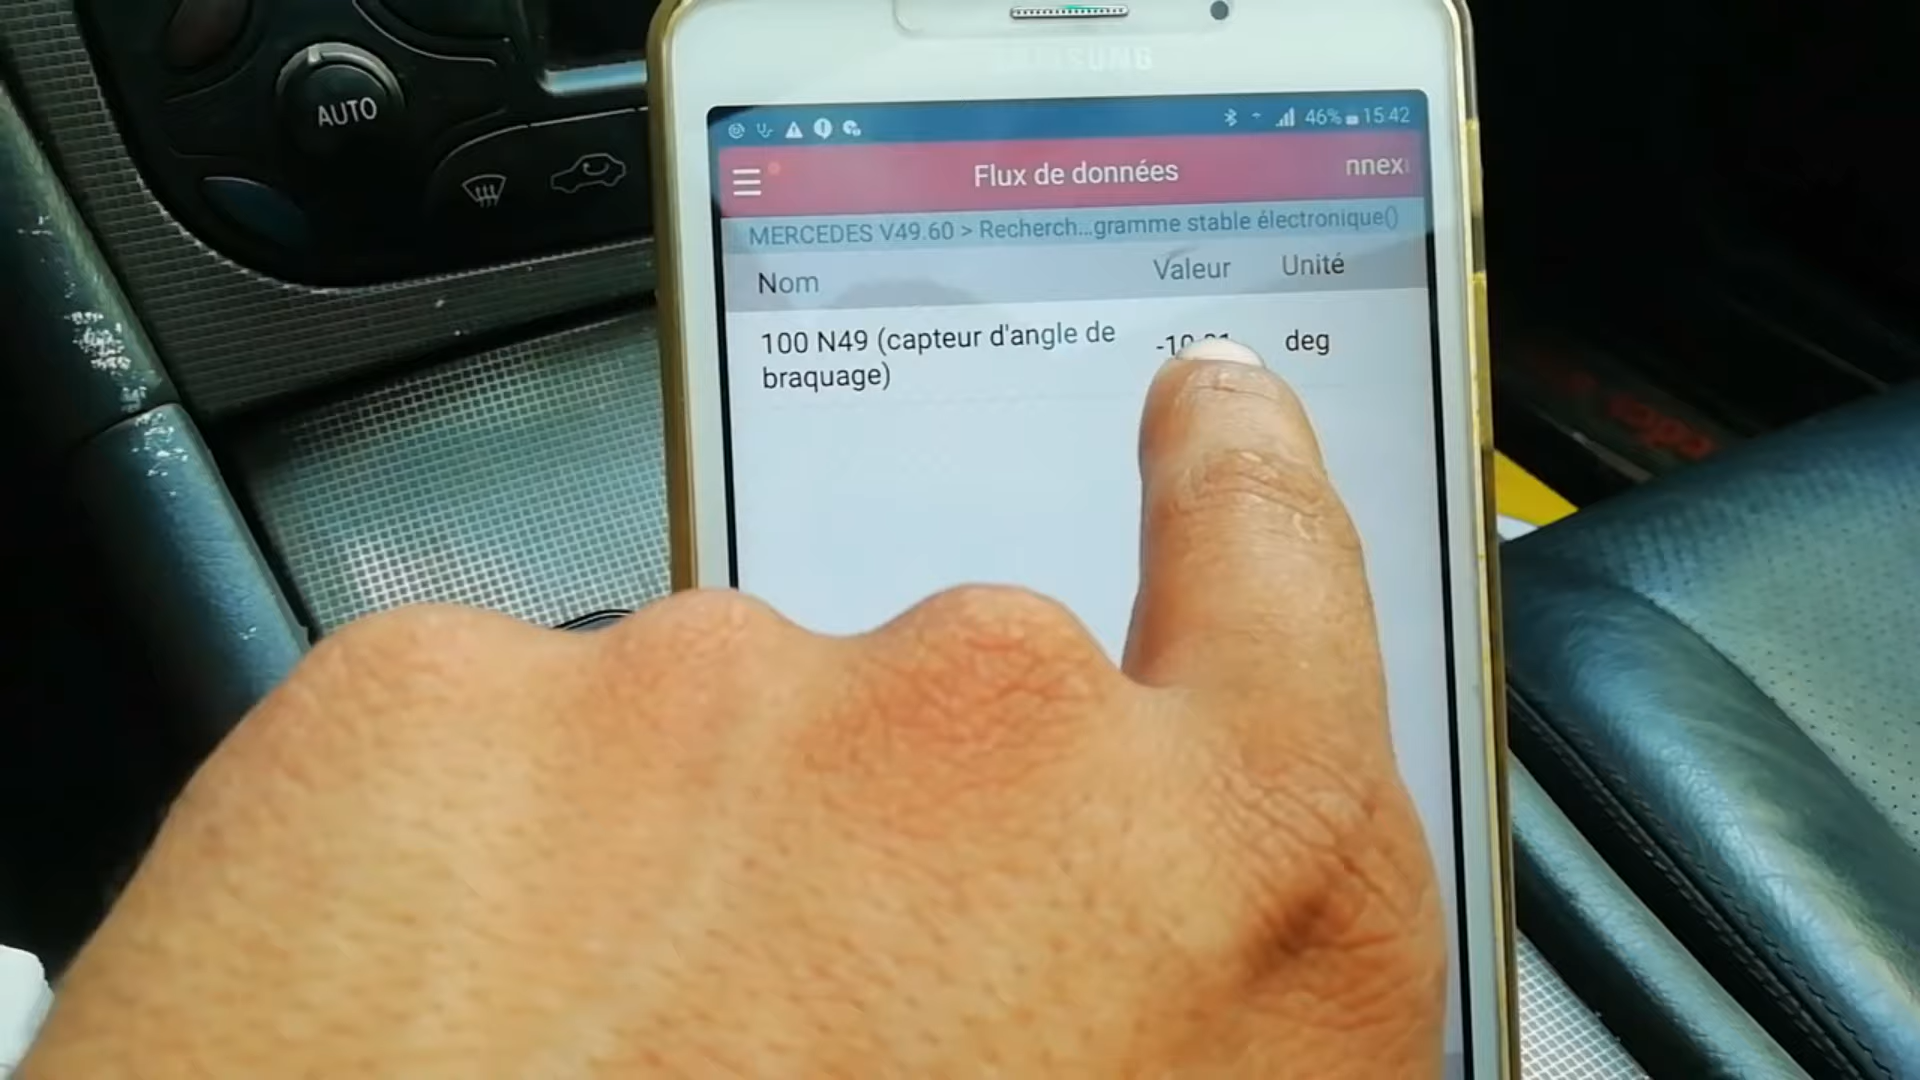 AUTO
SAMSUNG
46% 15:42
Flux de données
nnex
MERCEDES V49.60 > Recherch...gramme stable électronique()
Nom Valeur Unité
100 N49 (capteur d'angle de deg
braquage)